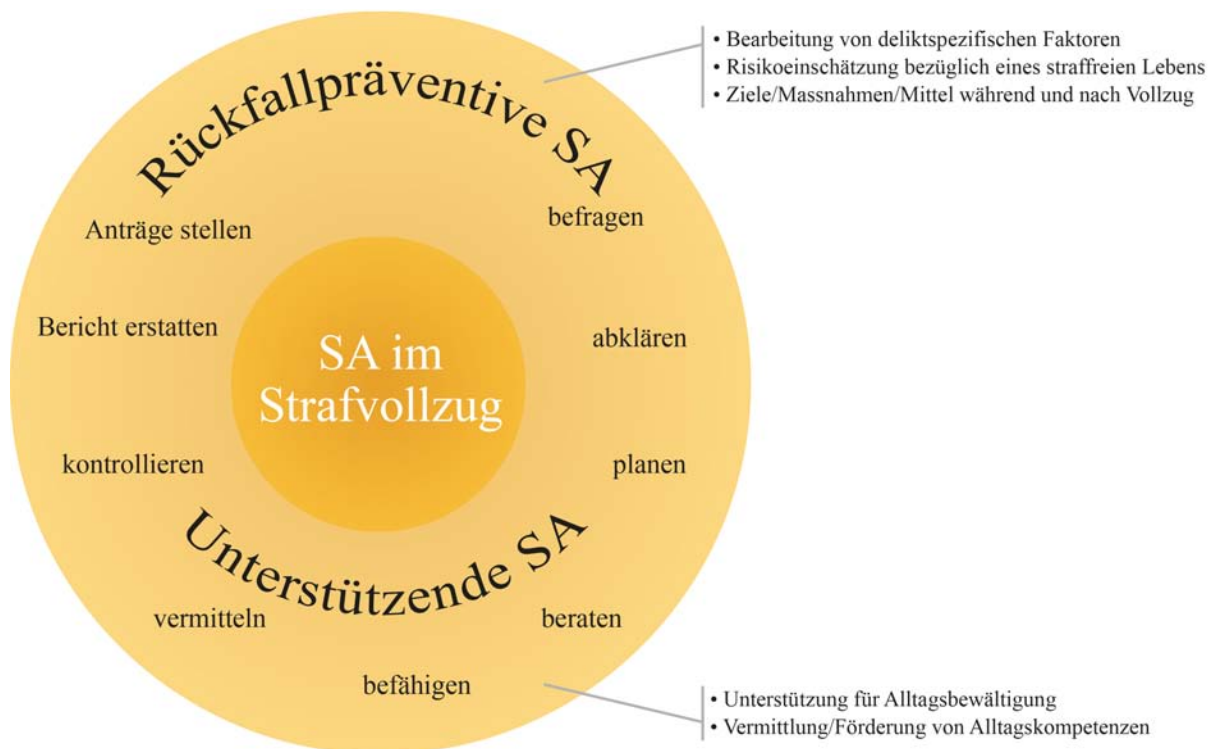 • Bearbeitung von deliktspezifischen Faktoren
• Risikoeinschätzung bezüglich eines straffreien Lebens
• Ziele/Massnahmen/Mittel während und nach Vollzug
Rückfallpräventive SA
Anträge stellen
befragen
Bericht erstatten
abklären
SA im
Strafvollzug
kontrollieren
planen
Unterstützende SA
vermitteln
beraten
befähigen
• Unterstützung für Alltagsbewältigung
• Vermittlung/Förderung von Alltagskompetenzen